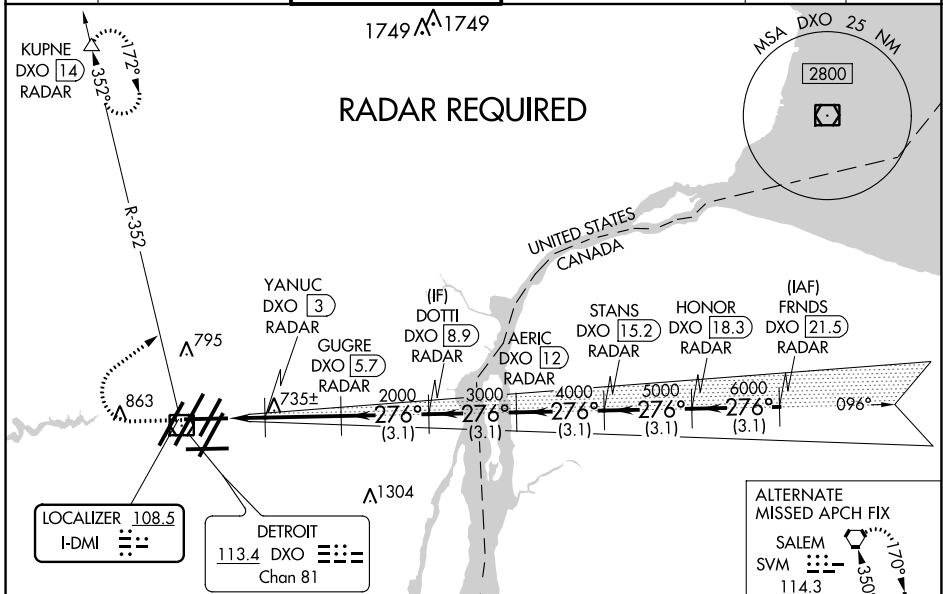 1749 1749
MSA DXO 25 NM
2800
KUPNE
DXO 14
RADAR
172°
352°
RADAR REQUIRED
R-352
UNITED STATES
CANADA
YANUC
DXO 3
RADAR
GUGRE
DXO 5.7
RADAR
(IF)
DOTTI
DXO 8.9
RADAR
AERIC
DXO 12
RADAR
STANS
DXO 15.2
RADAR
HONOR
DXO 18.3
RADAR
(IAF)
FRNDS
DXO 21.5
RADAR
795
863
735±
2000 3000 4000 5000 6000
276° 276° 276° 276° 276°
(3.1) (3.1) (3.1) (3.1) (3.1)
096°
1304
LOCALIZER 108.5
I-DMI
DETROIT
113.4 DXO
Chan 81
ALTERNATE
MISSED APCH FIX
SALEM
SVM
114.3
170°
350°